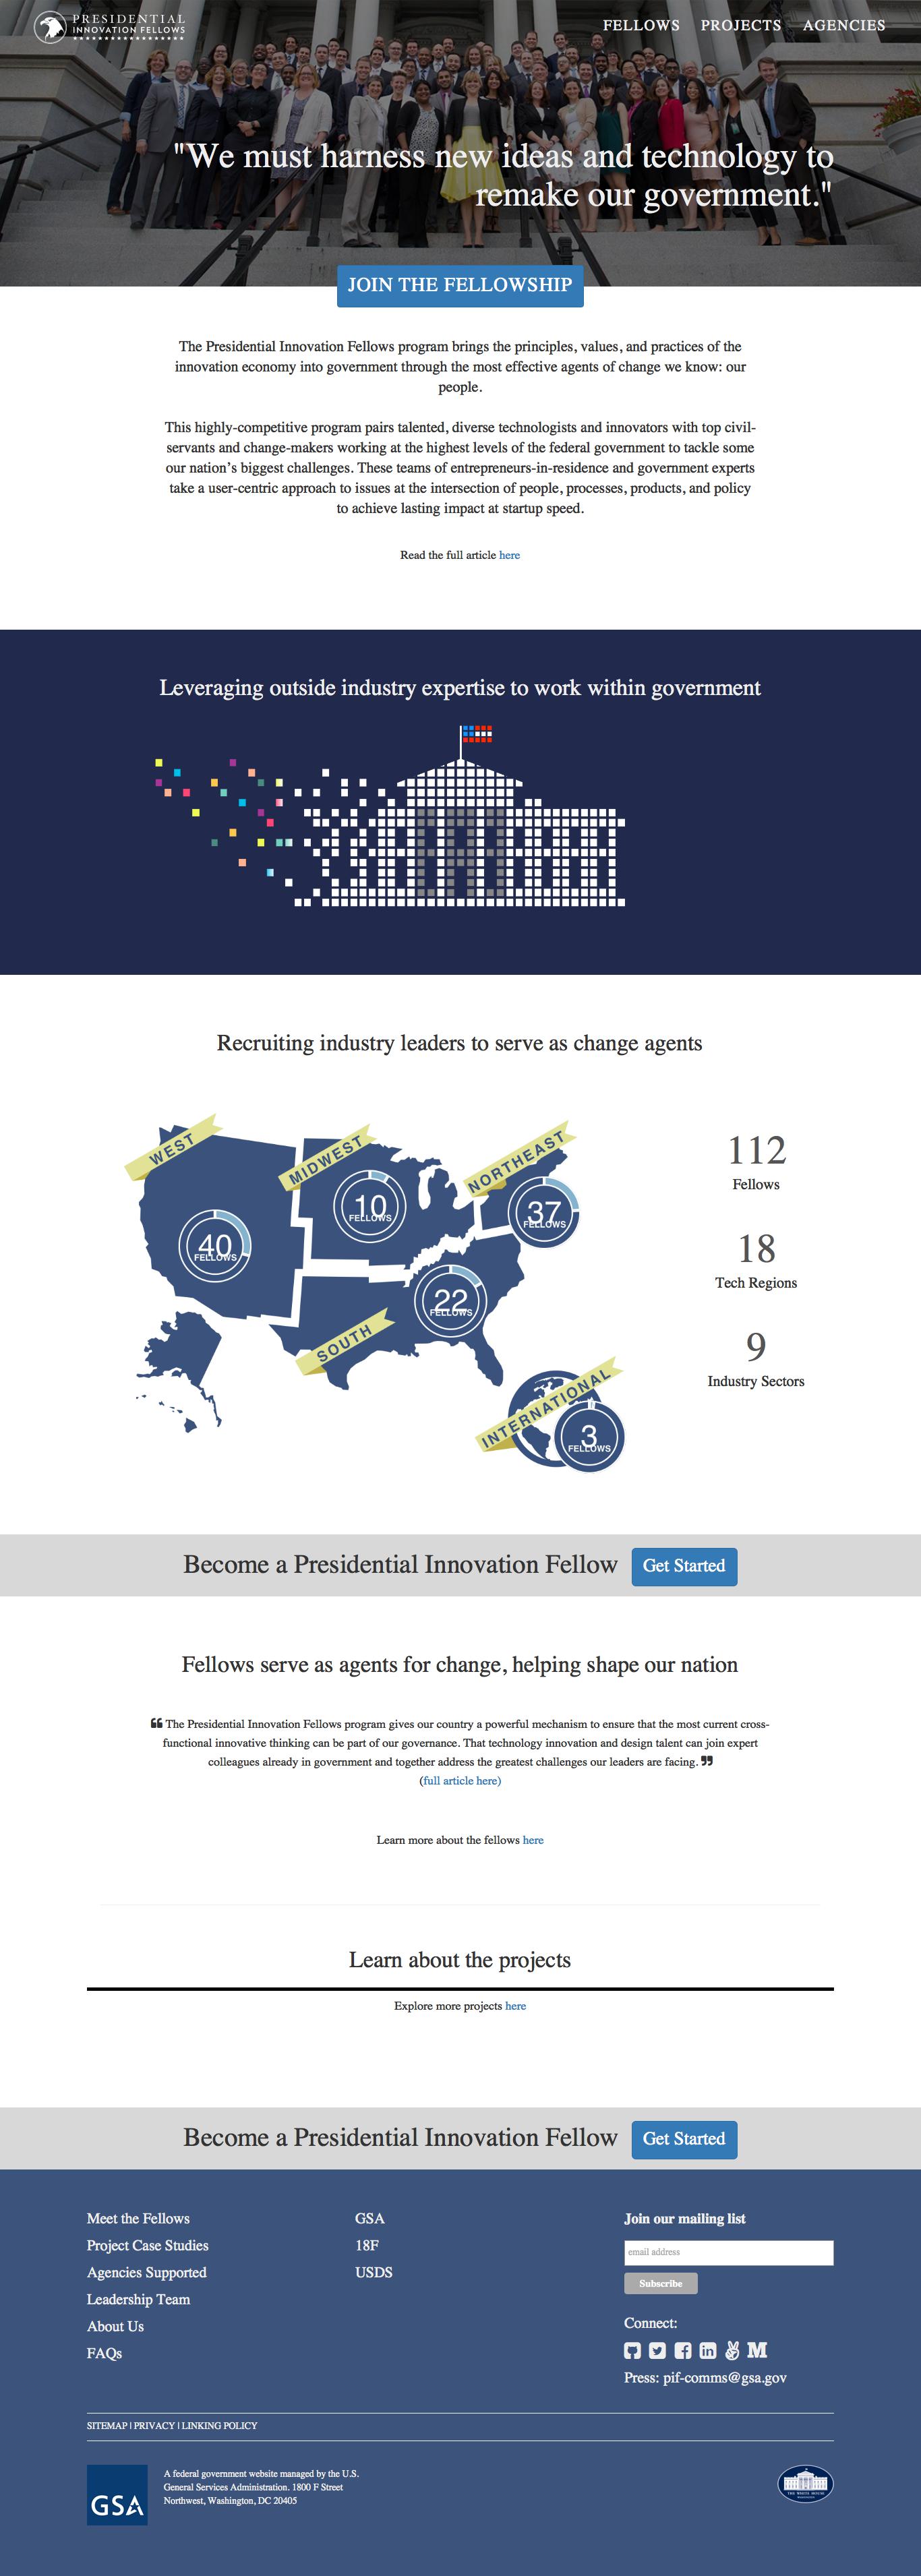 PRESIDENTIAL
INNOVATION FELLOWS
FELLOWS PROJECTS AGENCIES
"We must harness new ideas and technology to
remake our government."
JOIN THE FELLOWSHIP
The Presidential Innovation Fellows program brings the principles, values, and practices of the
innovation economy into government through the most effective agents of change we know: our
people.
This highly-competitive program pairs talented, diverse technologists and innovators with top civil-
servants and change-makers working at the highest levels of the federal government to tackle some
our nation's biggest challenges. These teams of entrepreneurs-in-residence and government experts
take a user-centric approach to issues at the intersection of people, processes, products, and policy
to achieve lasting impact at startup speed.
Read the full article here
Leveraging outside industry expertise to work within government
Recruiting industry leaders to serve as change agents
WEST
40
FELLOWS
MIDWEST
10
FELLOWS
NORTHEAST
37
FELLOWS
SOUTH
22
FELLOWS
INTERNATIONAL
3
FELLOWS
112
Fellows
18
Tech Regions
9
Industry Sectors
Become a Presidential Innovation Fellow Get Started
Fellows serve as agents for change, helping shape our nation
❝ The Presidential Innovation Fellows program gives our country a powerful mechanism to ensure that the most current cross-
functional innovative thinking can be part of our governance. That technology innovation and design talent can join expert
colleagues already in government and together address the greatest challenges our leaders are facing. ❞
(full article here)
Learn more about the fellows here
Learn about the projects
Explore more projects here
Become a Presidential Innovation Fellow Get Started
Meet the Fellows
Project Case Studies
Agencies Supported
Leadership Team
About Us
FAQs
GSA
18F
USDS
Join our mailing list
email address
Subscribe
Connect:
Press: pif-comms@gsa.gov
SITEMAP | PRIVACY | LINKING POLICY
GSA
A federal government website managed by the U.S.
General Services Administration. 1800 F Street
Northwest, Washington, DC 20405
THE WHITE HOUSE